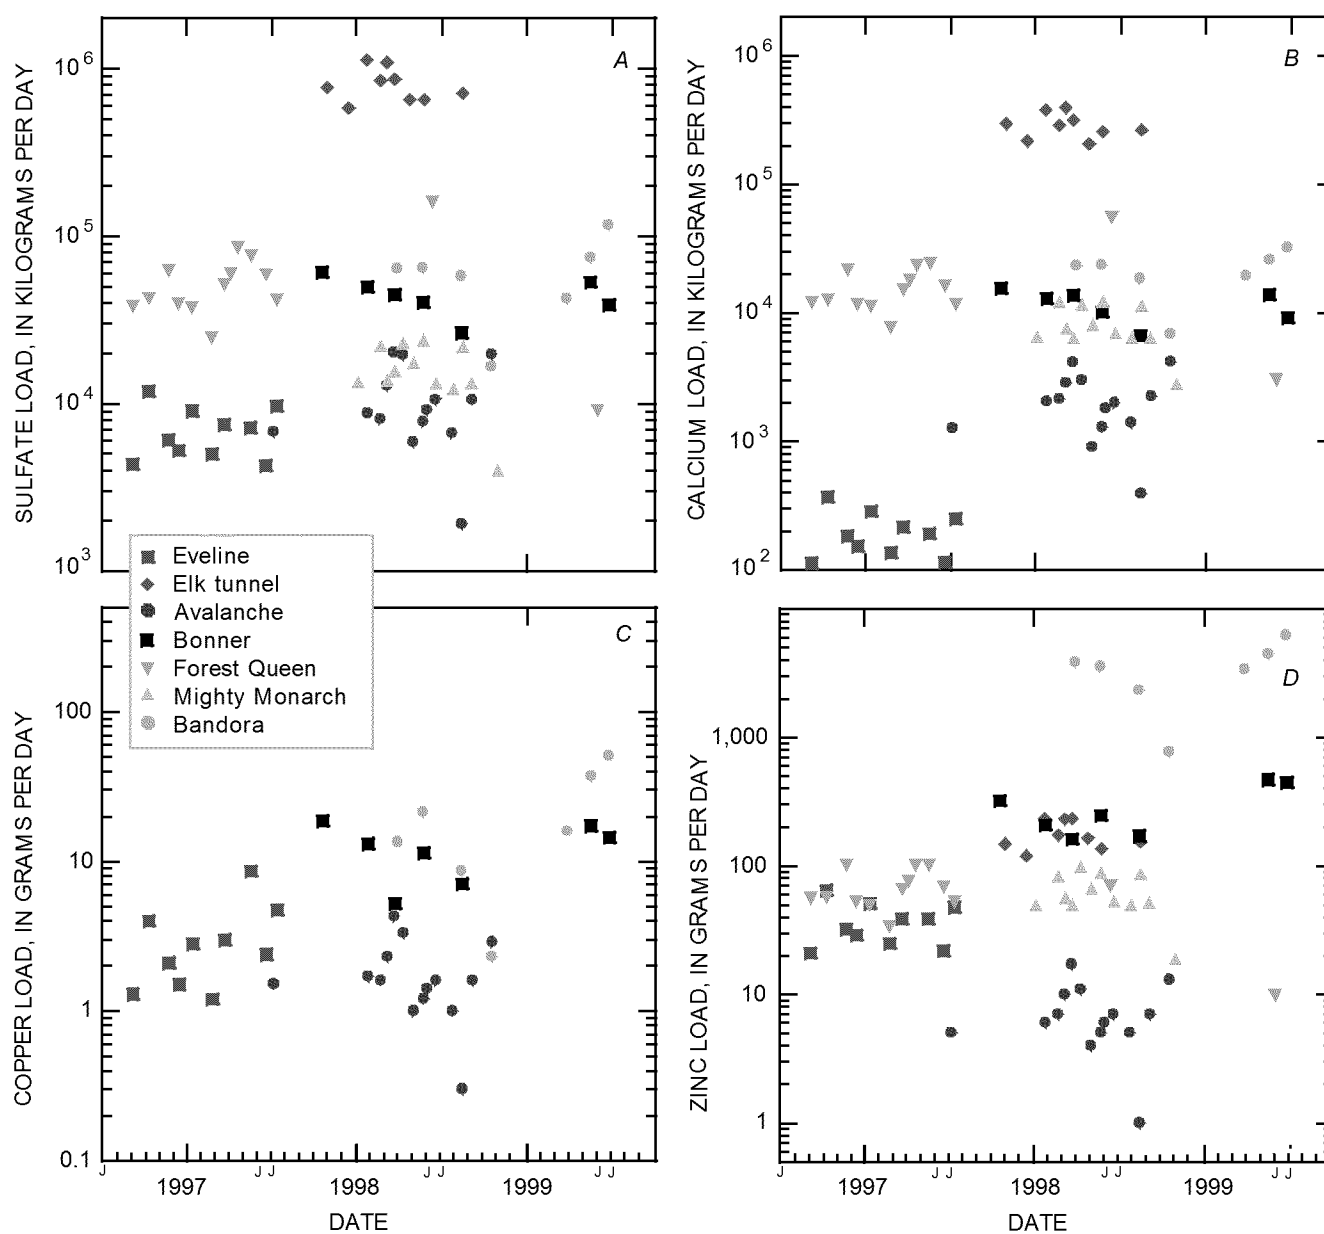 A
SULFATE LOAD, IN KILOGRAMS PER DAY
10^6
10^5
10^4
10^3
B
CALCIUM LOAD, IN KILOGRAMS PER DAY
10^6
10^5
10^4
10^3
10^2
Eveline
Elk tunnel
Avalanche
Bonner
Forest Queen
Mighty Monarch
Bandora
C
COPPER LOAD, IN GRAMS PER DAY
100
10
1
0.1
J J J J J J J
1997 1998 1999
DATE
D
ZINC LOAD, IN GRAMS PER DAY
1,000
100
10
1
J J J J J J J
1997 1998 1999
DATE